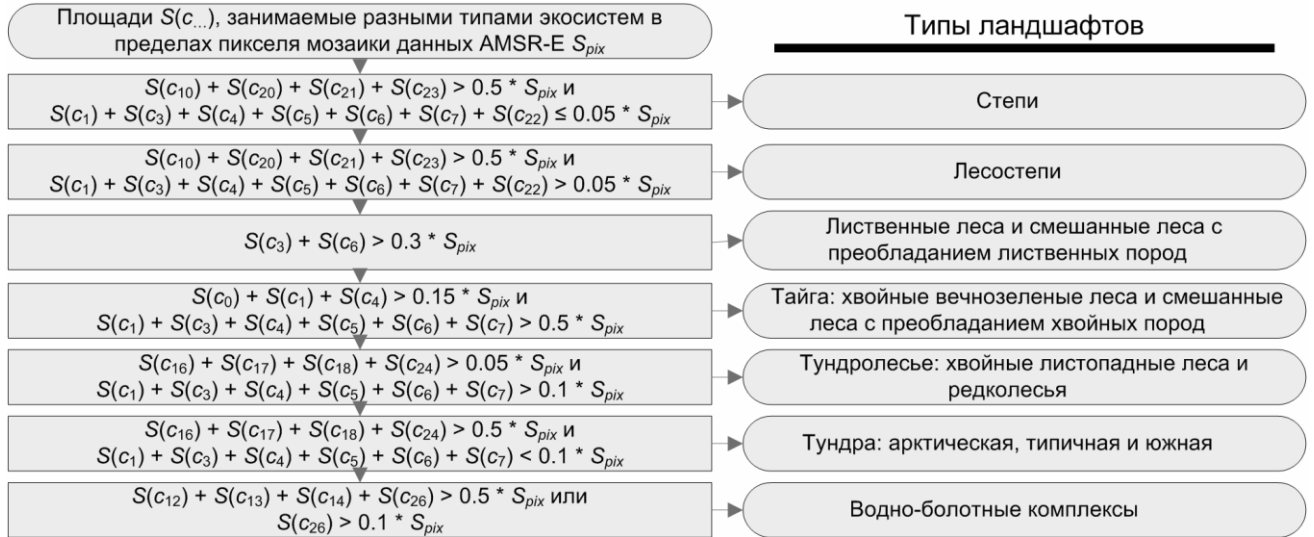 Площади S(c...), занимаемые разными типами экосистем в
пределах пикселя мозаики данных AMSR-E Spix
Типы ландшафтов
S(c10) + S(c20) + S(c21) + S(c23) > 0.5 * Spix и
S(c1) + S(c3) + S(c4) + S(c5) + S(c6) + S(c7) + S(c22) ≤ 0.05 * Spix
Степи
S(c10) + S(c20) + S(c21) + S(c23) > 0.5 * Spix и
S(c1) + S(c3) + S(c4) + S(c5) + S(c6) + S(c7) + S(c22) > 0.05 * Spix
Лесостепи
S(c3) + S(c6) > 0.3 * Spix
Лиственные леса и смешанные леса с
преобладанием лиственных пород
S(c0) + S(c1) + S(c4) > 0.15 * Spix и
S(c1) + S(c3) + S(c4) + S(c5) + S(c6) + S(c7) > 0.5 * Spix
Тайга: хвойные вечнозеленые леса и смешанные
леса с преобладанием хвойных пород
S(c16) + S(c17) + S(c18) + S(c24) > 0.05 * Spix и
S(c1) + S(c3) + S(c4) + S(c5) + S(c6) + S(c7) > 0.1 * Spix
Тундролесье: хвойные листопадные леса и
редколесья
S(c16) + S(c17) + S(c18) + S(c24) > 0.5 * Spix и
S(c1) + S(c3) + S(c4) + S(c5) + S(c6) + S(c7) < 0.1 * Spix
Тундра: арктическая, типичная и южная
S(c12) + S(c13) + S(c14) + S(c26) > 0.5 * Spix или
S(c26) > 0.1 * Spix
Водно-болотные комплексы